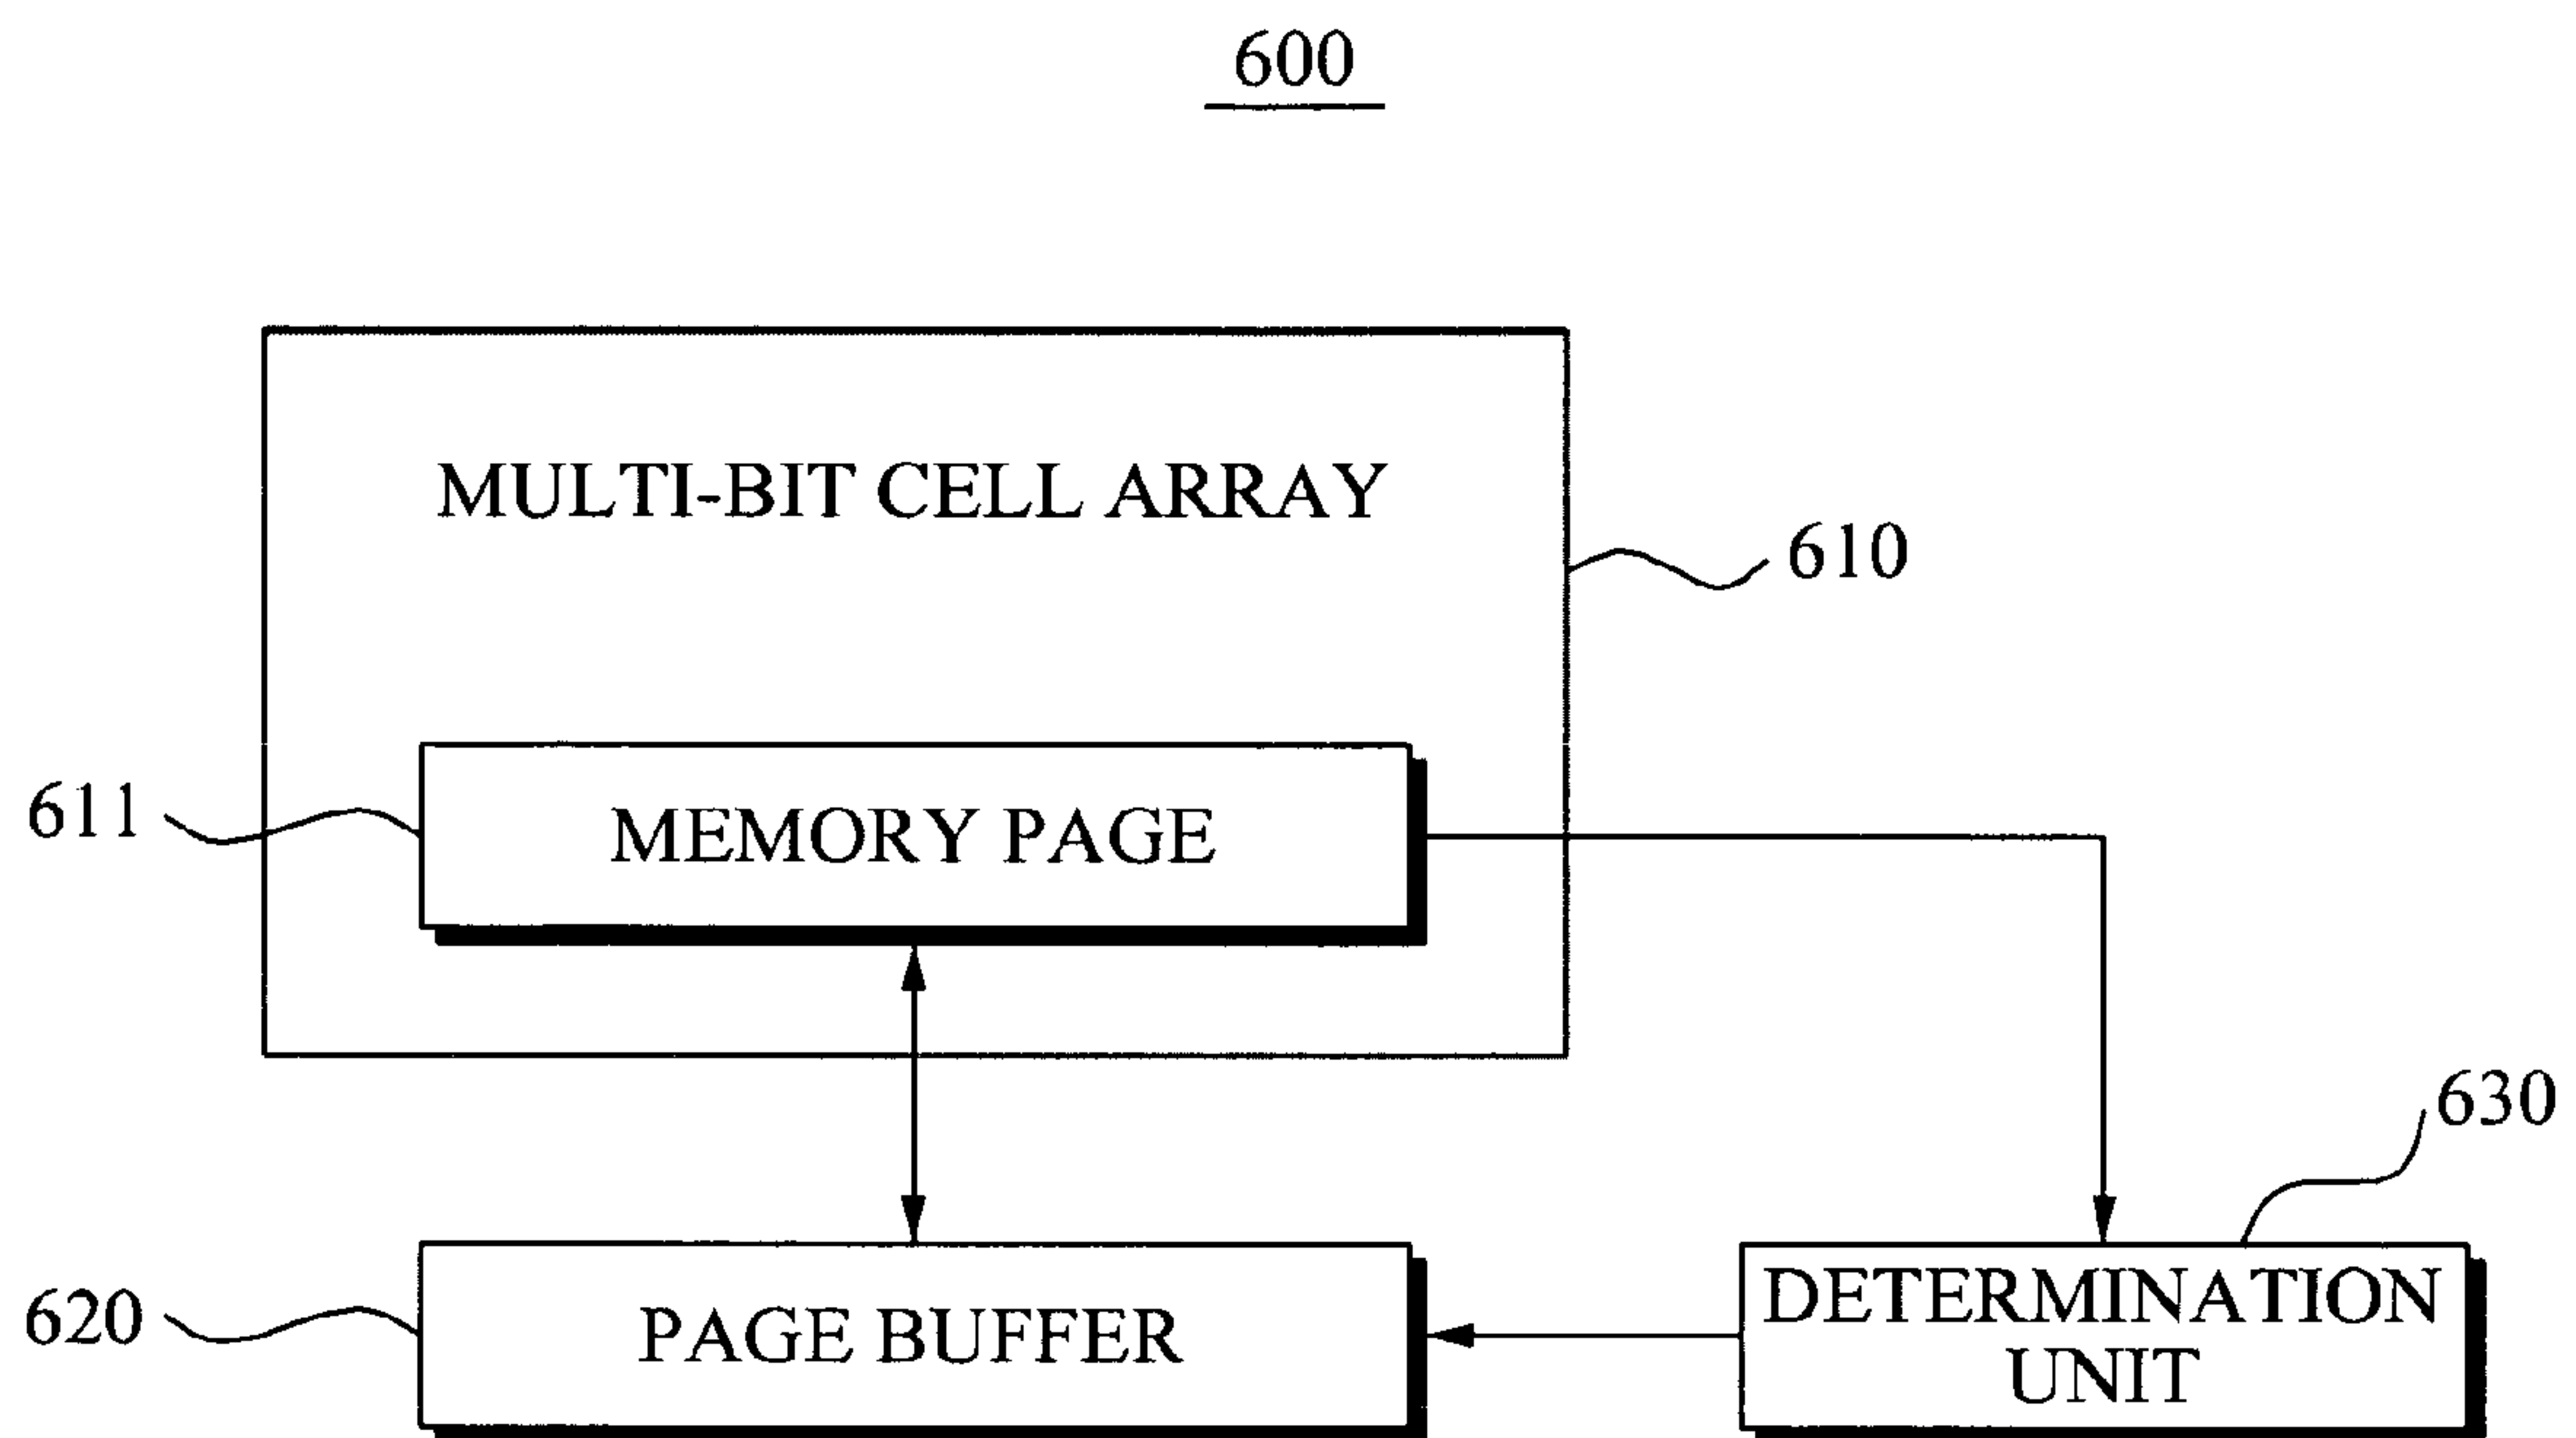 600
MULTI-BIT CELL ARRAY
610
611
MEMORY PAGE
630
620
PAGE BUFFER
DETERMINATION
UNIT